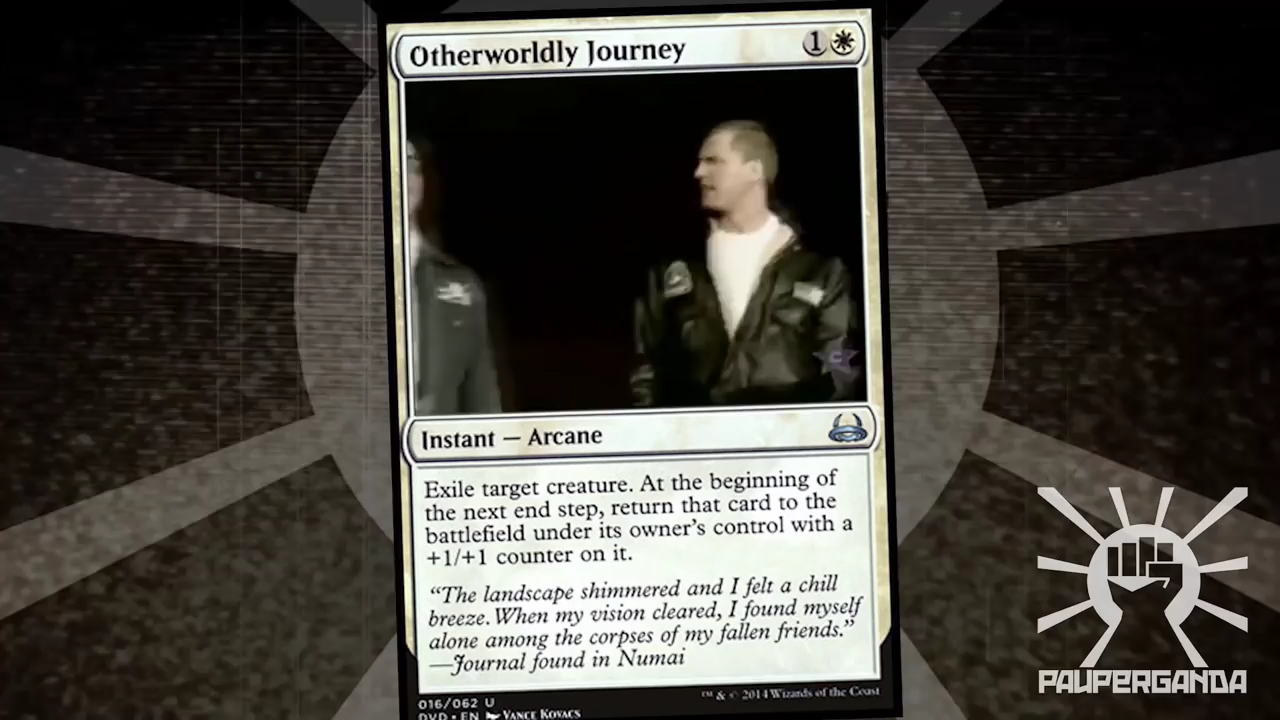 Otherworldly Journey
1
Instant — Arcane
Exile target creature. At the beginning of
the next end step, return that card to the
battlefield under its owner's control with a
+1/+1 counter on it.
"The landscape shimmered and I felt a chill
breeze. When my vision cleared, I found myself
alone among the corpses of my fallen friends."
—Journal found in Numai
016/062 U
DVD • EN VANCE KOVACS
™ & © 2014 Wizards of the Coast
PAUPERGANDA